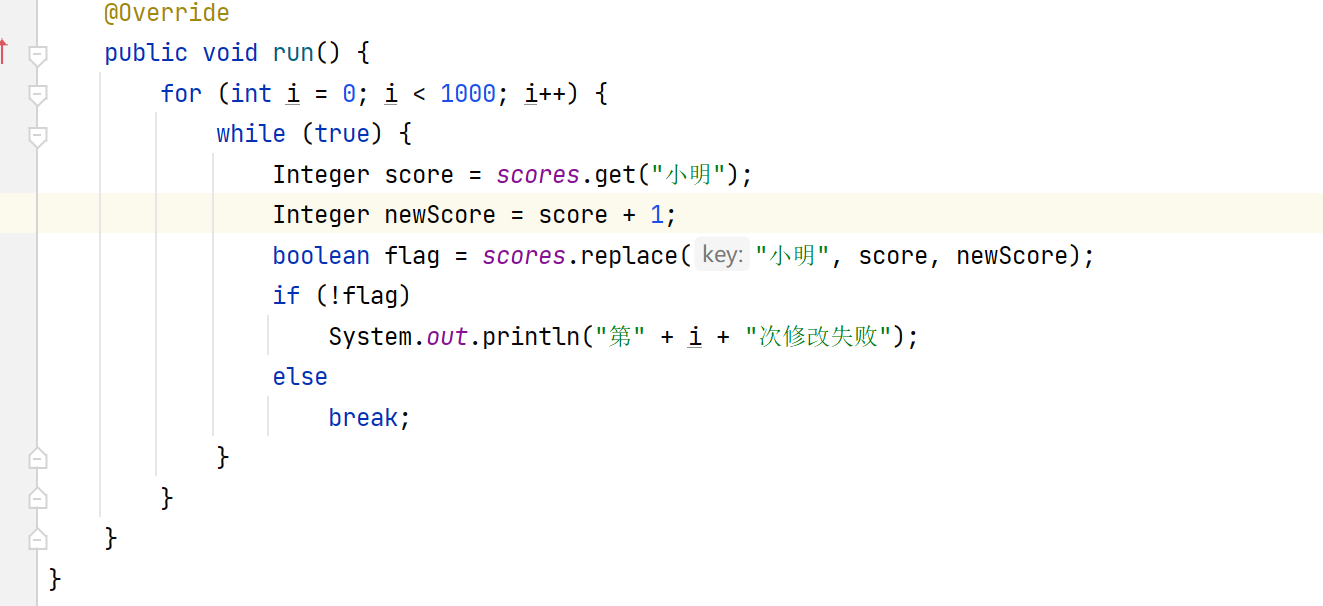 @Override
public void run() {
for (int i = 0; i < 1000; i++) {
while (true) {
Integer score = scores.get("小明");
Integer newScore = score + 1;
boolean flag = scores.replace( key: "小明", score, newScore);
if (!flag)
System.out.println("第" + i + "次修改失败");
else
break;
}
}
}
}